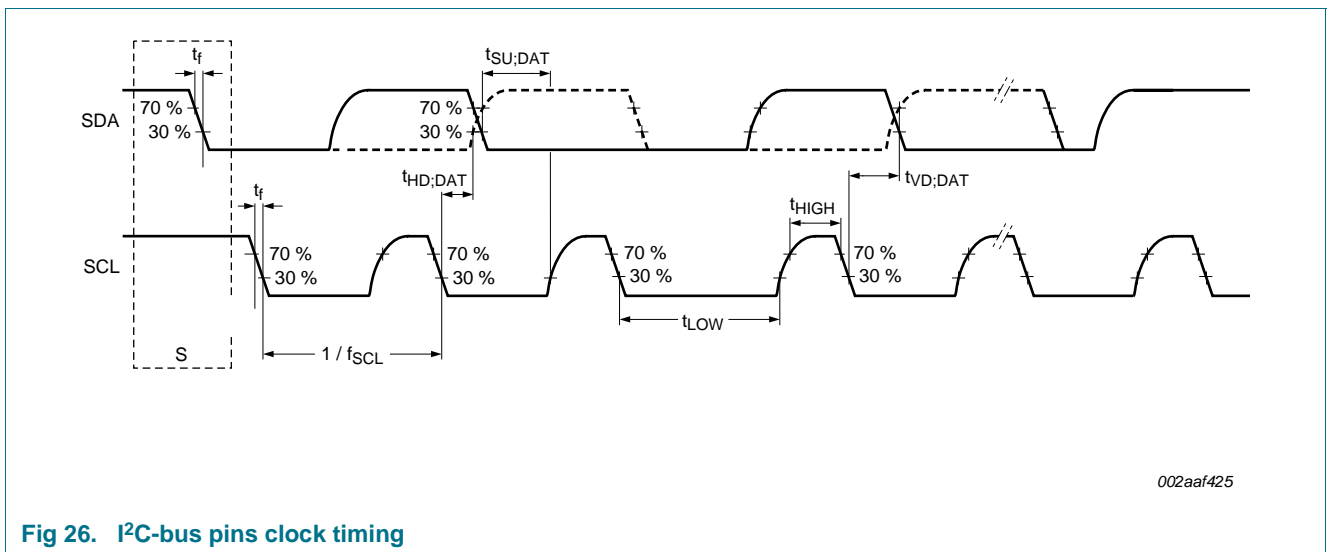 tf
tSU;DAT
70 %
30 %
SDA
70 %
30 %
tHD;DAT
tVD;DAT
tf
tHIGH
70 %
30 %
SCL
70 %
30 %
70 %
30 %
70 %
30 %
tLOW
S
1 / fSCL
002aaf425
Fig 26. I2C-bus pins clock timing